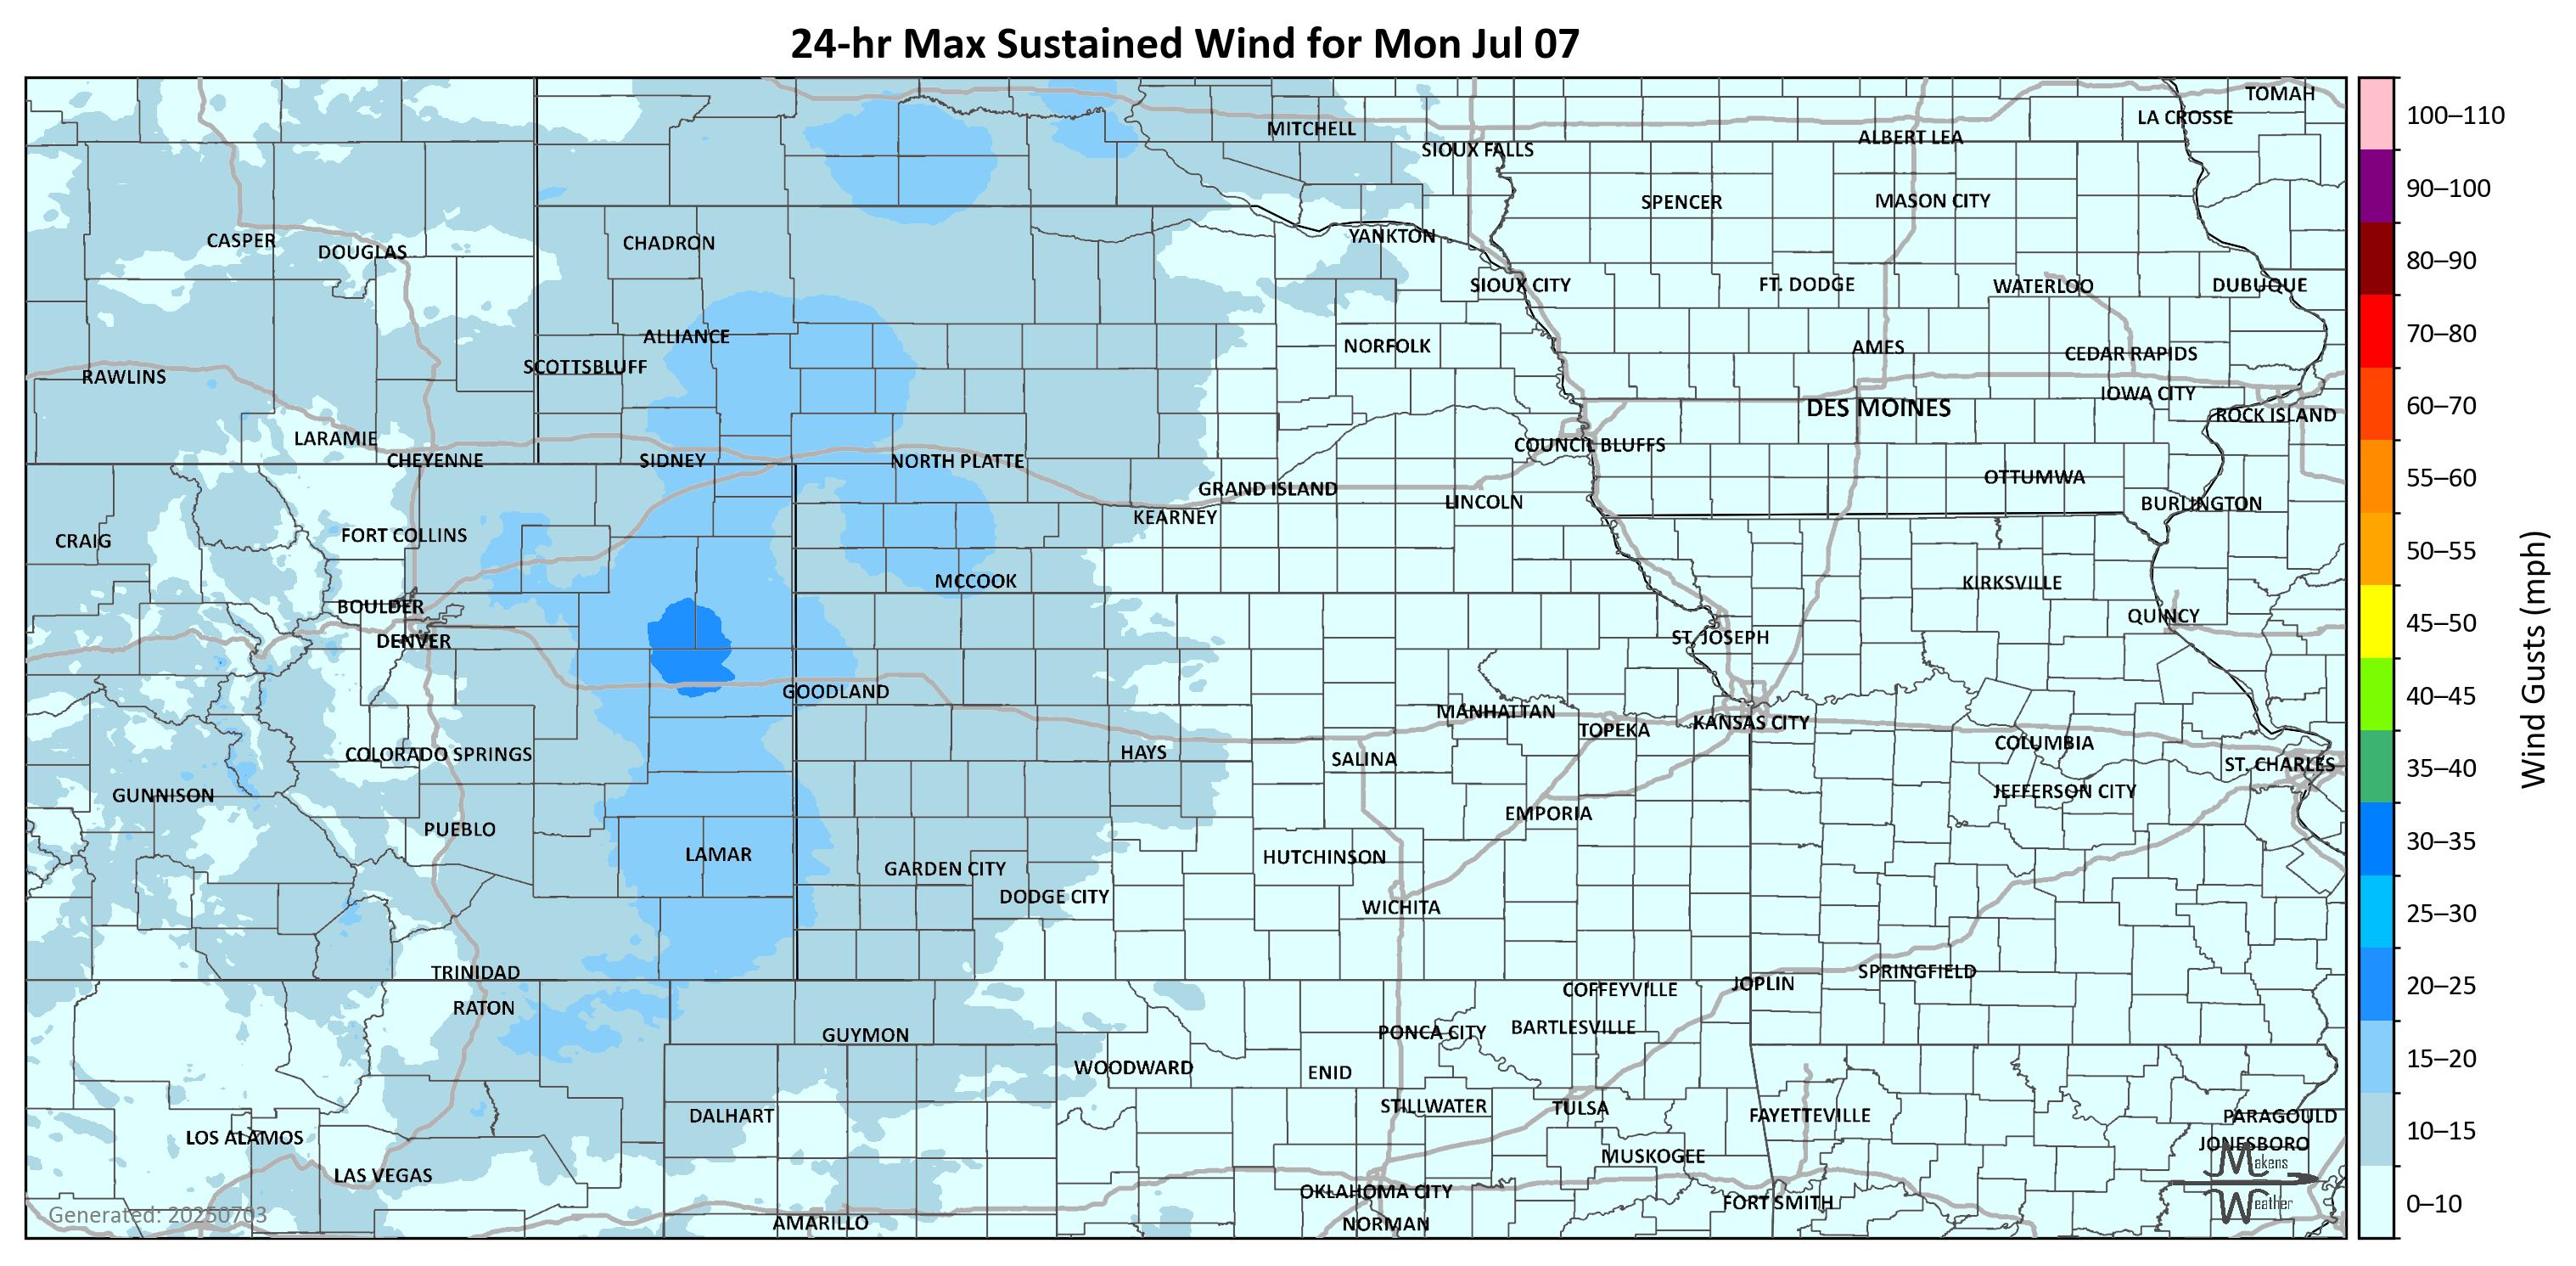 24-hr Max Sustained Wind for Mon Jul 07
TOMAH
LA CROSSE
MITCHELL
ALBERT LEA
SIOUX FALLS
SPENCER
MASON CITY
CASPER
DOUGLAS
CHADRON
YANKTON
SIOUX CITY
FT. DODGE
WATERLOO
DUBUQUE
ALLIANCE
NORFOLK
AMES
CEDAR RAPIDS
SCOTTSBLUFF
RAWLINS
IOWA CITY
DES MOINES
ROCK ISLAND
LARAMIE
COUNCIL BLUFFS
CHEYENNE
SIDNEY
NORTH PLATTE
OTTUMWA
GRAND ISLAND
LINCOLN
BURLINGTON
KEARNEY
CRAIG
FORT COLLINS
MCCOOK
KIRKSVILLE
BOULDER
QUINCY
DENVER
ST. JOSEPH
GOODLAND
MANHATTAN
TOPEKA
KANSAS CITY
COLORADO SPRINGS
HAYS
SALINA
COLUMBIA
ST. CHARLES
GUNNISON
JEFFERSON CITY
EMPORIA
PUEBLO
LAMAR
HUTCHINSON
GARDEN CITY
DODGE CITY
WICHITA
TRINIDAD
SPRINGFIELD
JOPLIN
COFFEYVILLE
RATON
GUYMON
PONCA CITY
BARTLESVILLE
WOODWARD
ENID
DALHART
STILLWATER
TULSA
FAYETTEVILLE
PARAGOULD
LOS ALAMOS
JONESBORO
MUSKOGEE
LAS VEGAS
OKLAHOMA CITY
FORT SMITH
AMARILLO
NORMAN
Generated: 20250703
Makens
Weather
100–110
90–100
80–90
70–80
60–70
55–60
50–55
45–50
40–45
35–40
30–35
25–30
20–25
15–20
10–15
0–10
Wind Gusts (mph)